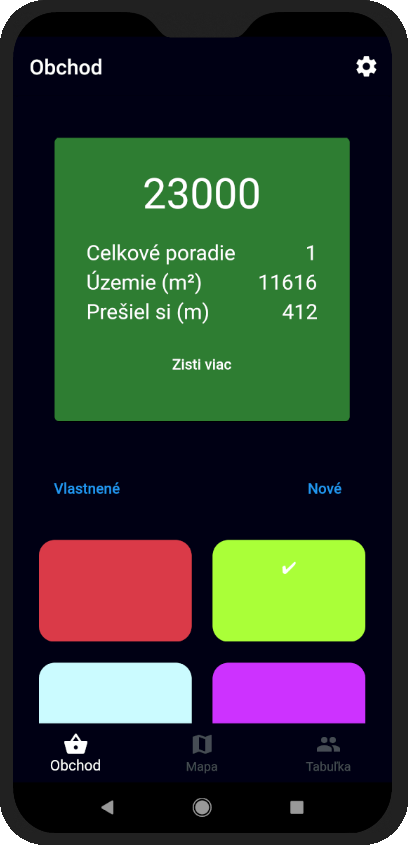 Obchod
23000
Celkové poradie 1
Územie (m²) 11616
Prešiel si (m) 412
Zisti viac
Vlastnené Nové
Obchod Mapa Tabuľka